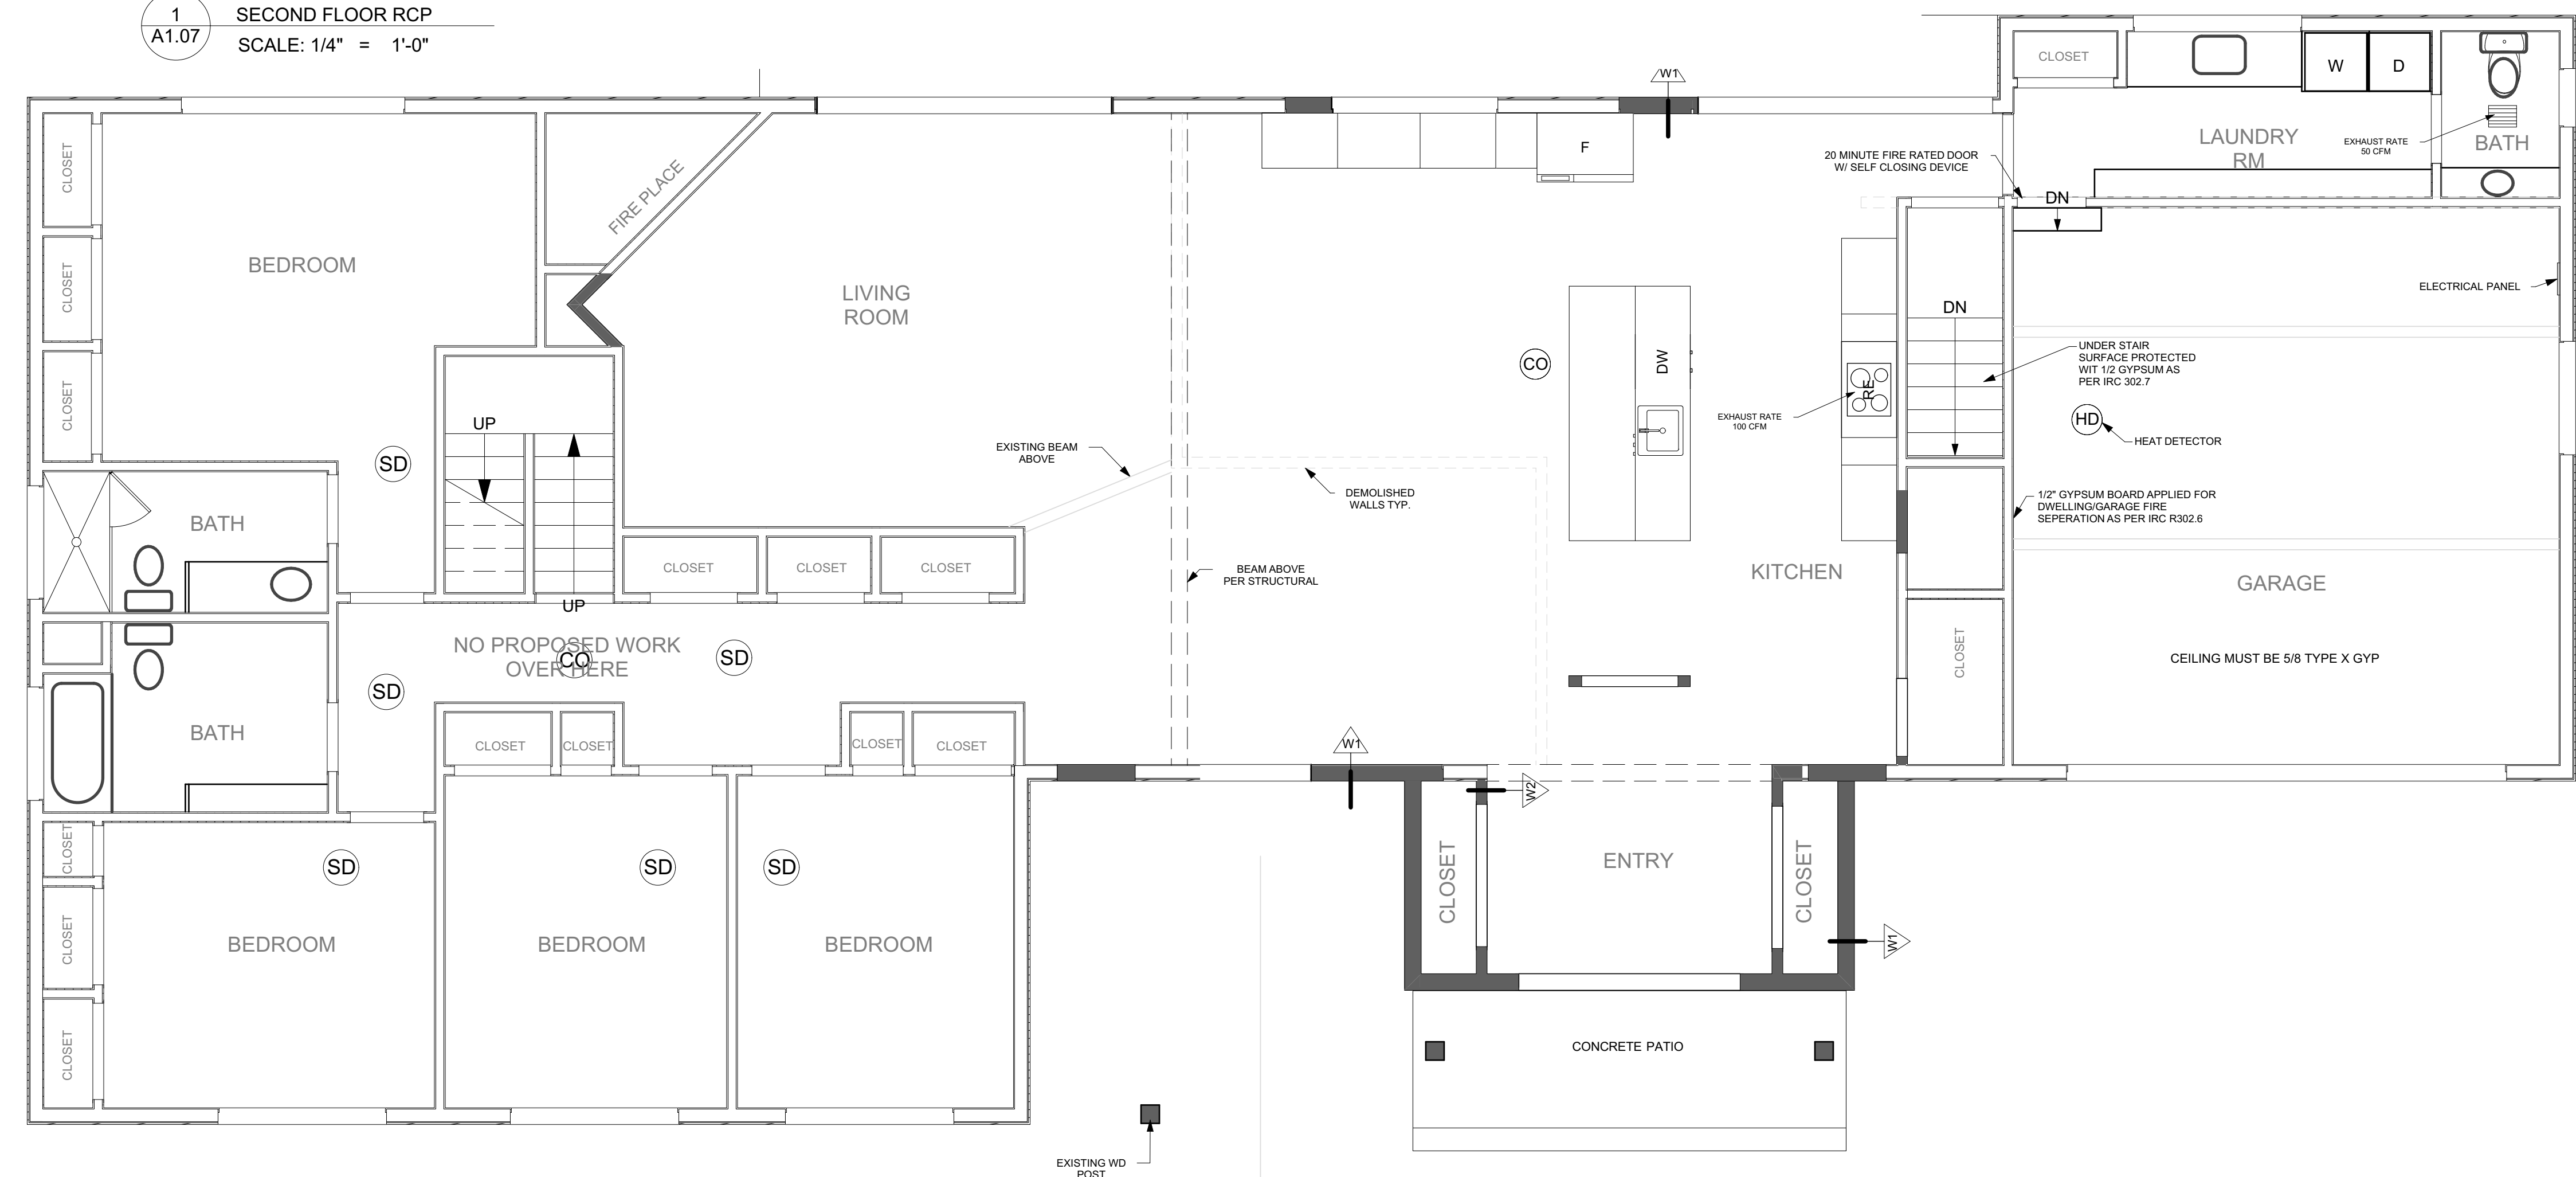 1
A1.07
SECOND FLOOR RCP
SCALE: 1/4" = 1'-0"
W1
CLOSET
W
D
LAUNDRY
RM
EXHAUST RATE
50 CFM
BATH
CLOSET
CLOSET
CLOSET
BEDROOM
FIRE PLACE
LIVING
ROOM
F
20 MINUTE FIRE RATED DOOR
W/ SELF CLOSING DEVICE
DN
ELECTRICAL PANEL
DN
UNDER STAIR
SURFACE PROTECTED
WIT 1/2 GYPSUM AS
PER IRC 302.7
CO
DW
RE
EXHAUST RATE
100 CFM
HD
HEAT DETECTOR
UP
SD
EXISTING BEAM
ABOVE
DEMOLISHED
WALLS TYP.
1/2" GYPSUM BOARD APPLIED FOR
DWELLING/GARAGE FIRE
SEPERATION AS PER IRC R302.6
BATH
CLOSET
CLOSET
CLOSET
BEAM ABOVE
PER STRUCTURAL
KITCHEN
GARAGE
UP
NO PROPOSED WORK
OVER HERE
CO
SD
SD
CLOSET
CEILING MUST BE 5/8 TYPE X GYP
BATH
CLOSET
CLOSET
CLOSET
CLOSET
W1
W2
CLOSET
CLOSET
CLOSET
SD
SD
SD
BEDROOM
BEDROOM
BEDROOM
CLOSET
ENTRY
CLOSET
W1
CONCRETE PATIO
EXISTING WD
POST